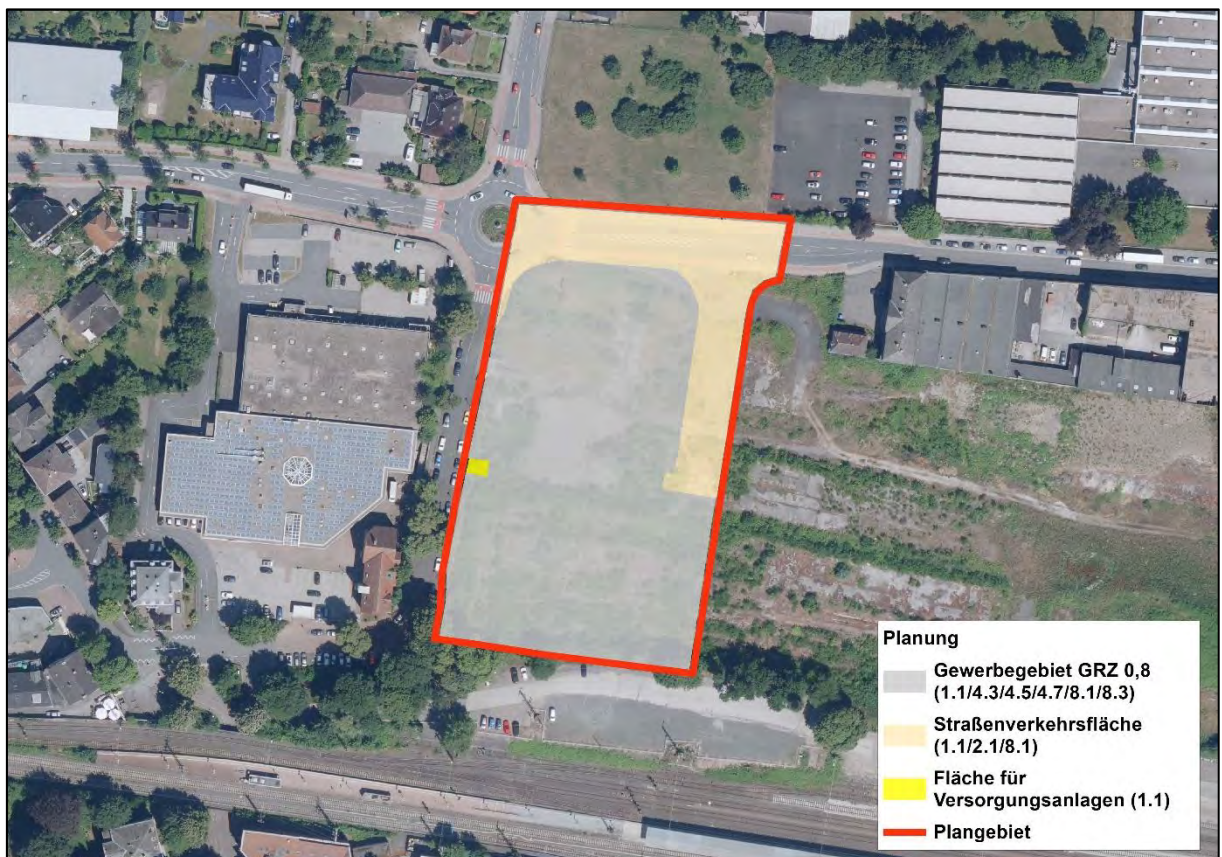 Planung
Gewerbegebiet GRZ 0,8
(1.1/4.3/4.5/4.7/8.1/8.3)
Straßenverkehrsfläche
(1.1/2.1/8.1)
Fläche für
Versorgungsanlagen (1.1)
Plangebiet